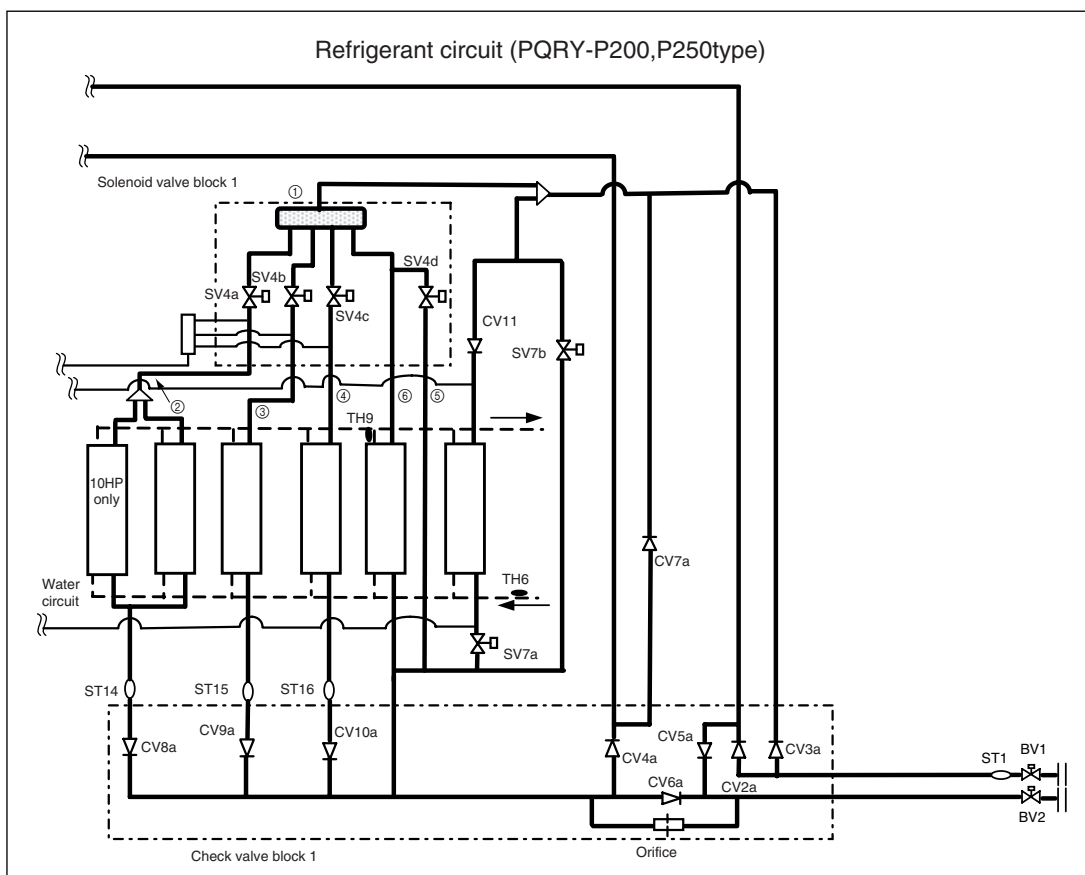 Refrigerant circuit (PQRY-P200,P250type)
Solenoid valve block 1
①
SV4d
SV4b
SV4a
SV4c
CV11
SV7b
②
③
④
⑥
⑤
TH9
10HP
only
CV7a
Water
circuit
TH6
SV7a
ST14
ST15
ST16
CV8a
CV9a
CV10a
CV4a
CV5a
CV3a
CV6a
CV2a
ST1
BV1
BV2
Check valve block 1
Orifice